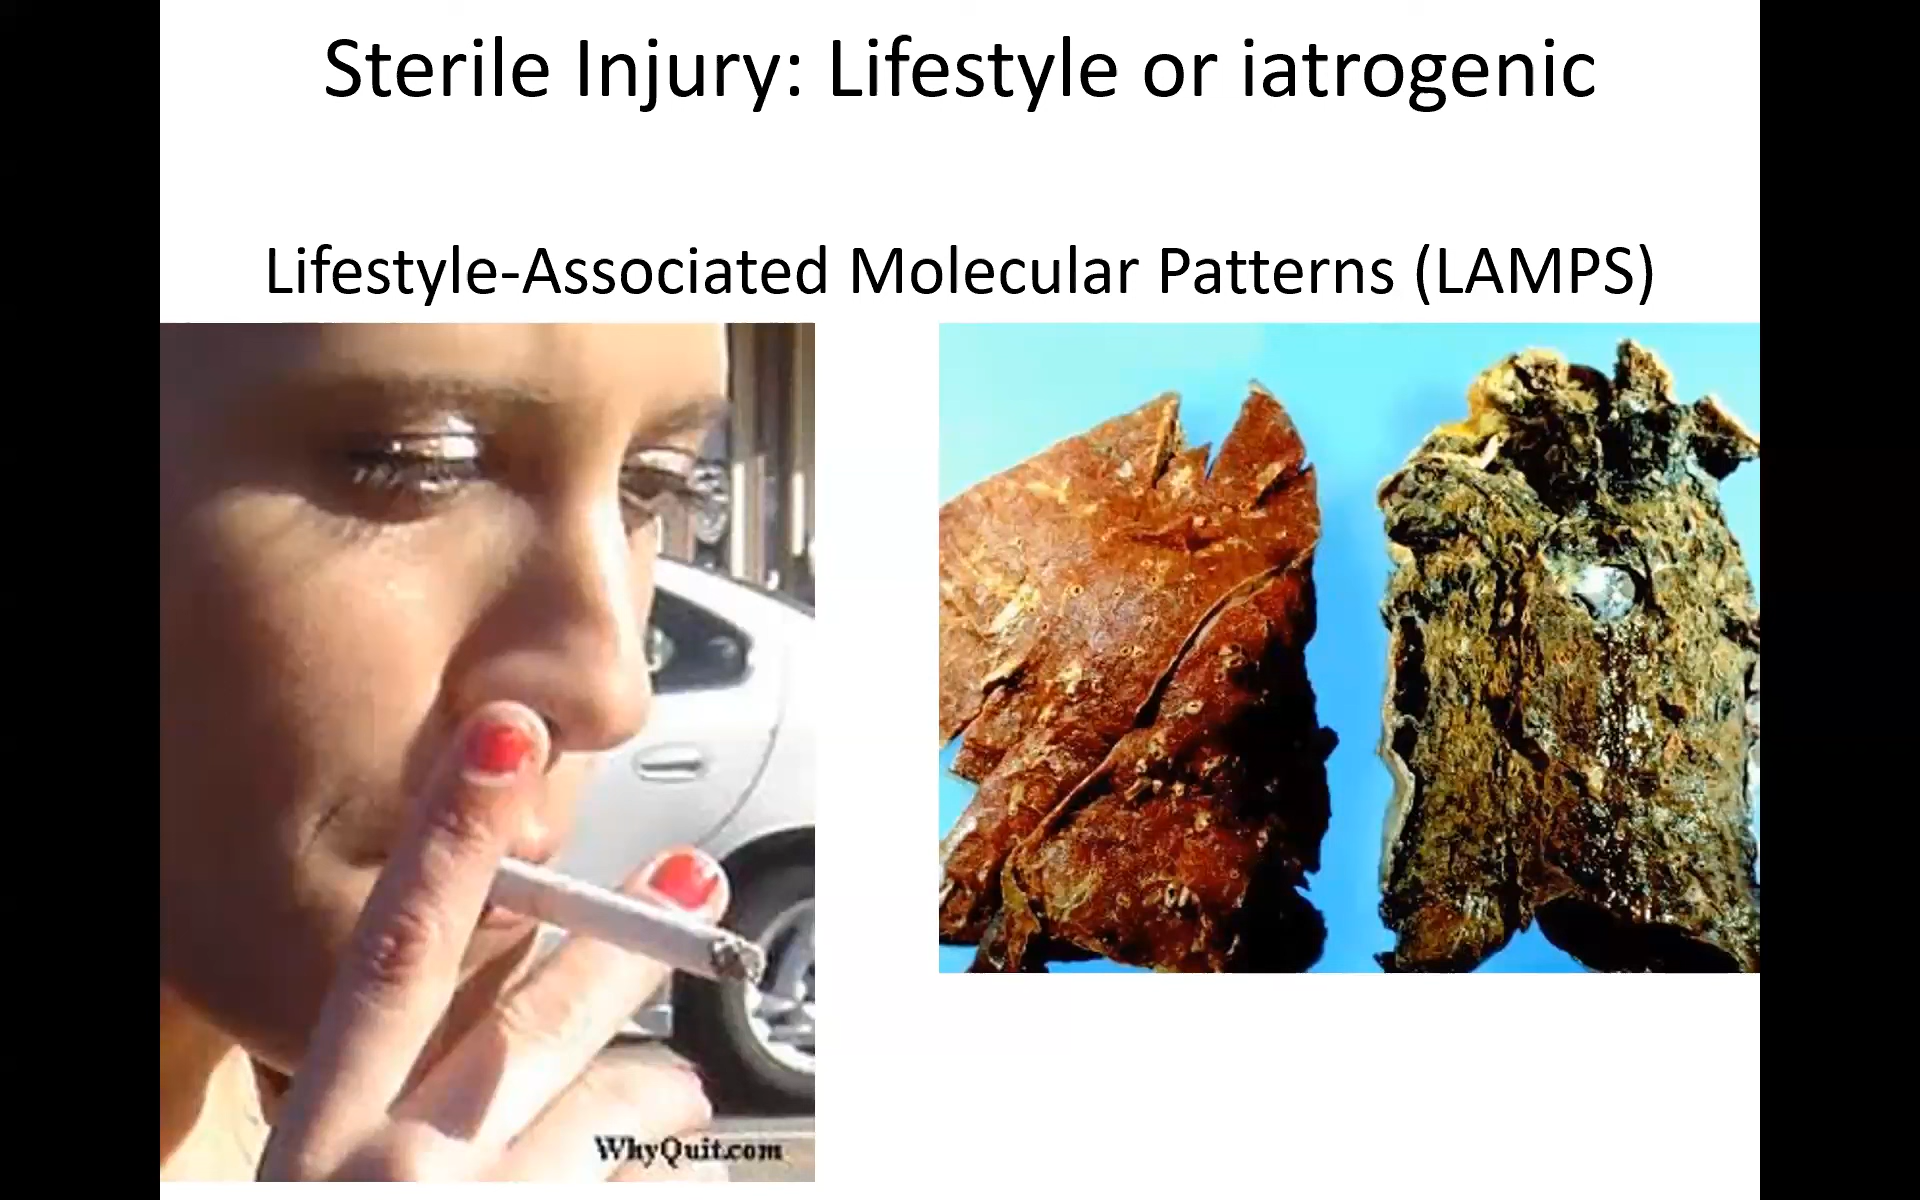 Sterile Injury: Lifestyle or iatrogenic
Lifestyle-Associated Molecular Patterns (LAMPS)
WhyQuit.com